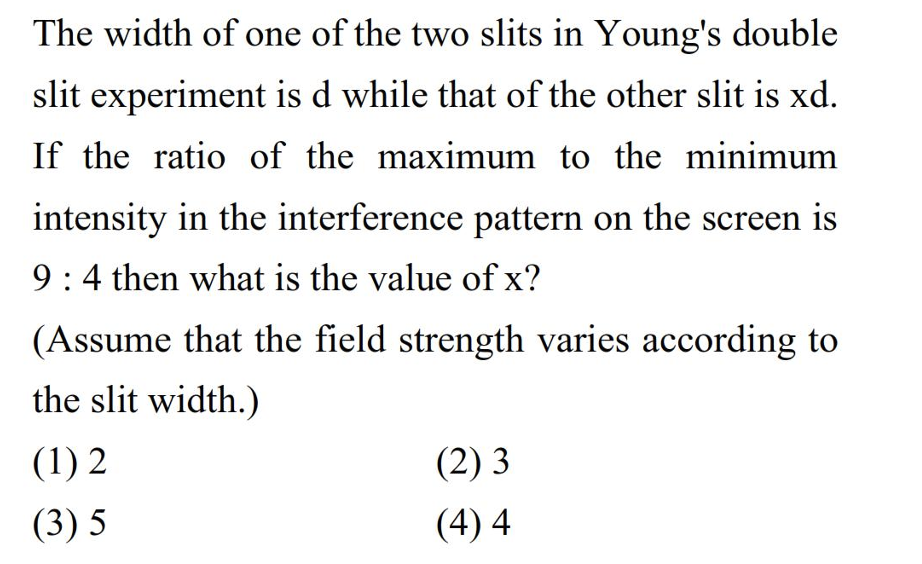 The width of one of the two slits in Young's double
slit experiment is d while that of the other slit is xd.
If the ratio of the maximum to the minimum
intensity in the interference pattern on the screen is
9 : 4 then what is the value of x?
(Assume that the field strength varies according to
the slit width.)
(1) 2 (2) 3
(3) 5 (4) 4